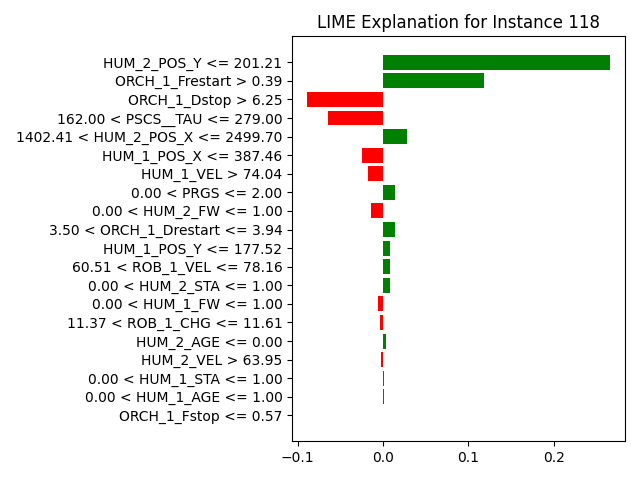 LIME Explanation for Instance 118
HUM_2_POS_Y <= 201.21
ORCH_1_Frestart > 0.39
ORCH_1_Dstop > 6.25
162.00 < PSCS__TAU <= 279.00
1402.41 < HUM_2_POS_X <= 2499.70
HUM_1_POS_X <= 387.46
HUM_1_VEL > 74.04
0.00 < PRGS <= 2.00
0.00 < HUM_2_FW <= 1.00
3.50 < ORCH_1_Drestart <= 3.94
HUM_1_POS_Y <= 177.52
60.51 < ROB_1_VEL <= 78.16
0.00 < HUM_2_STA <= 1.00
0.00 < HUM_1_FW <= 1.00
11.37 < ROB_1_CHG <= 11.61
HUM_2_AGE <= 0.00
HUM_2_VEL > 63.95
0.00 < HUM_1_STA <= 1.00
0.00 < HUM_1_AGE <= 1.00
ORCH_1_Fstop <= 0.57
−0.1 0.0 0.1 0.2